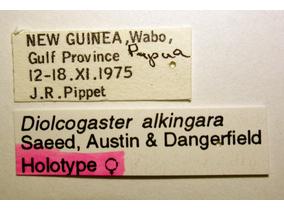 NEW GUINEA, Wabo,
Gulf Province Papua
12-18.XI.1975
J.R. Pippet
Diolcogaster alkingara
Saeed, Austin & Dangerfield
Holotype ♀